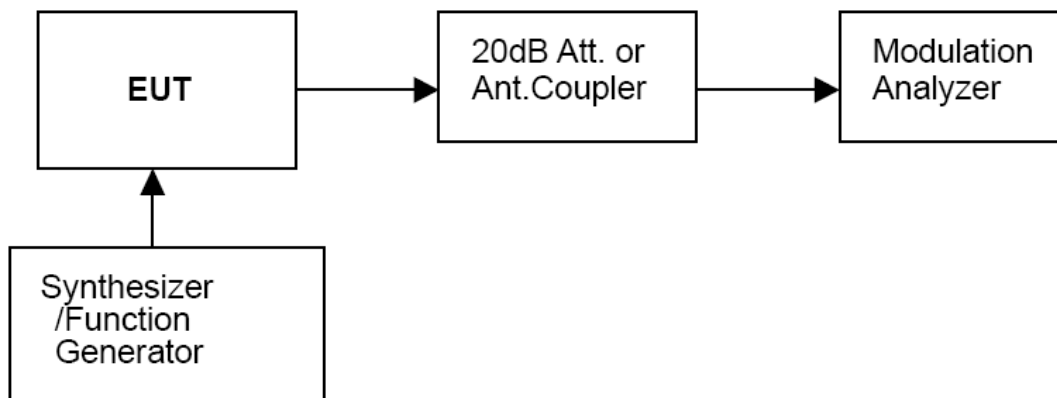 EUT
20dB Att. or
Ant.Coupler
Modulation
Analyzer
Synthesizer
/Function
Generator